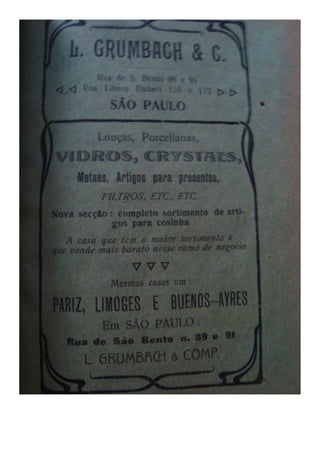 L. GRUMBACH & C.
Rua de S. Bento 89 e 91
Rua Libero Badaró 110 e 112
SÃO PAULO
Louças, Porcellanas,
VIDROS, CRYSTAES,
Metaes. Artigos para presentes,
FILTROS, ETC., ETC.
Nova secção: completo sortimento de arti-
gos para cosinha
A casa que tem o maior sortimento e
que vende mais barato nesse ramo de negocio
Mesmas casas em:
PARIZ, LIMOGES E BUENOS-AYRES
Em SÃO PAULO:
Rua de São Bento n. 89 e 91
L. GRUMBACH & COMP.